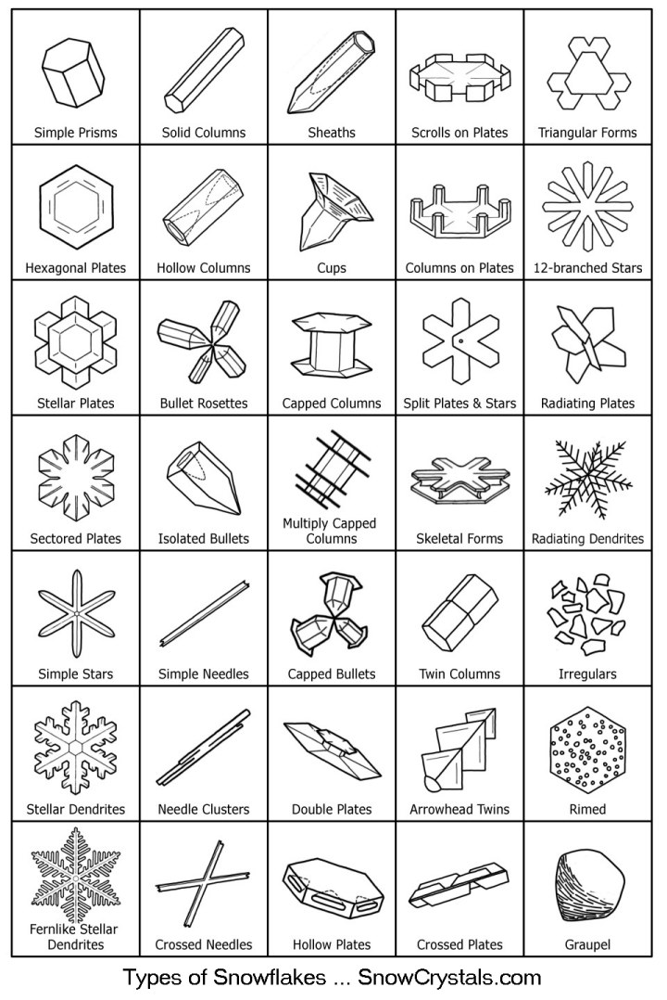 Simple Prisms
Solid Columns
Sheaths
Scrolls on Plates
Triangular Forms
Hexagonal Plates
Hollow Columns
Cups
Columns on Plates
12-branched Stars
Stellar Plates
Bullet Rosettes
Capped Columns
Split Plates & Stars
Radiating Plates
Sectored Plates
Isolated Bullets
Multiply Capped
Columns
Skeletal Forms
Radiating Dendrites
Simple Stars
Simple Needles
Capped Bullets
Twin Columns
Irregulars
Stellar Dendrites
Needle Clusters
Double Plates
Arrowhead Twins
Rimed
Fernlike Stellar
Dendrites
Crossed Needles
Hollow Plates
Crossed Plates
Graupel
Types of Snowflakes ... SnowCrystals.com